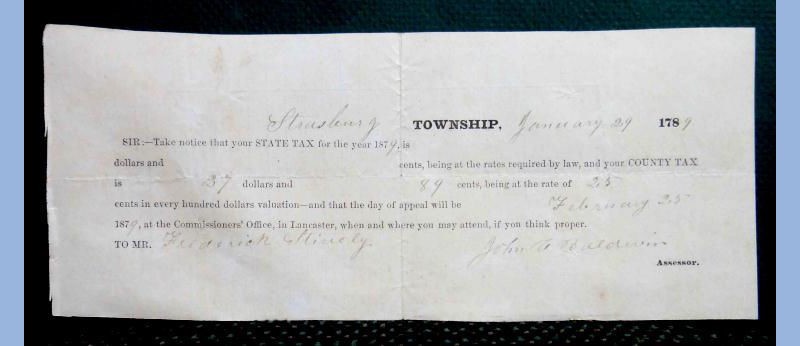 Strasburg TOWNSHIP, January 29 1789
SIR:—Take notice that your STATE TAX for the year 1879, is
dollars and cents, being at the rates required by law, and your COUNTY TAX
is 37 dollars and 89 cents, being at the rate of 25
cents in every hundred dollars valuation—and that the day of appeal will be February 25
1879, at the Commissioners' Office, in Lancaster, when and where you may attend, if you think proper.
TO MR. Frederick John Baldwin
Assessor.